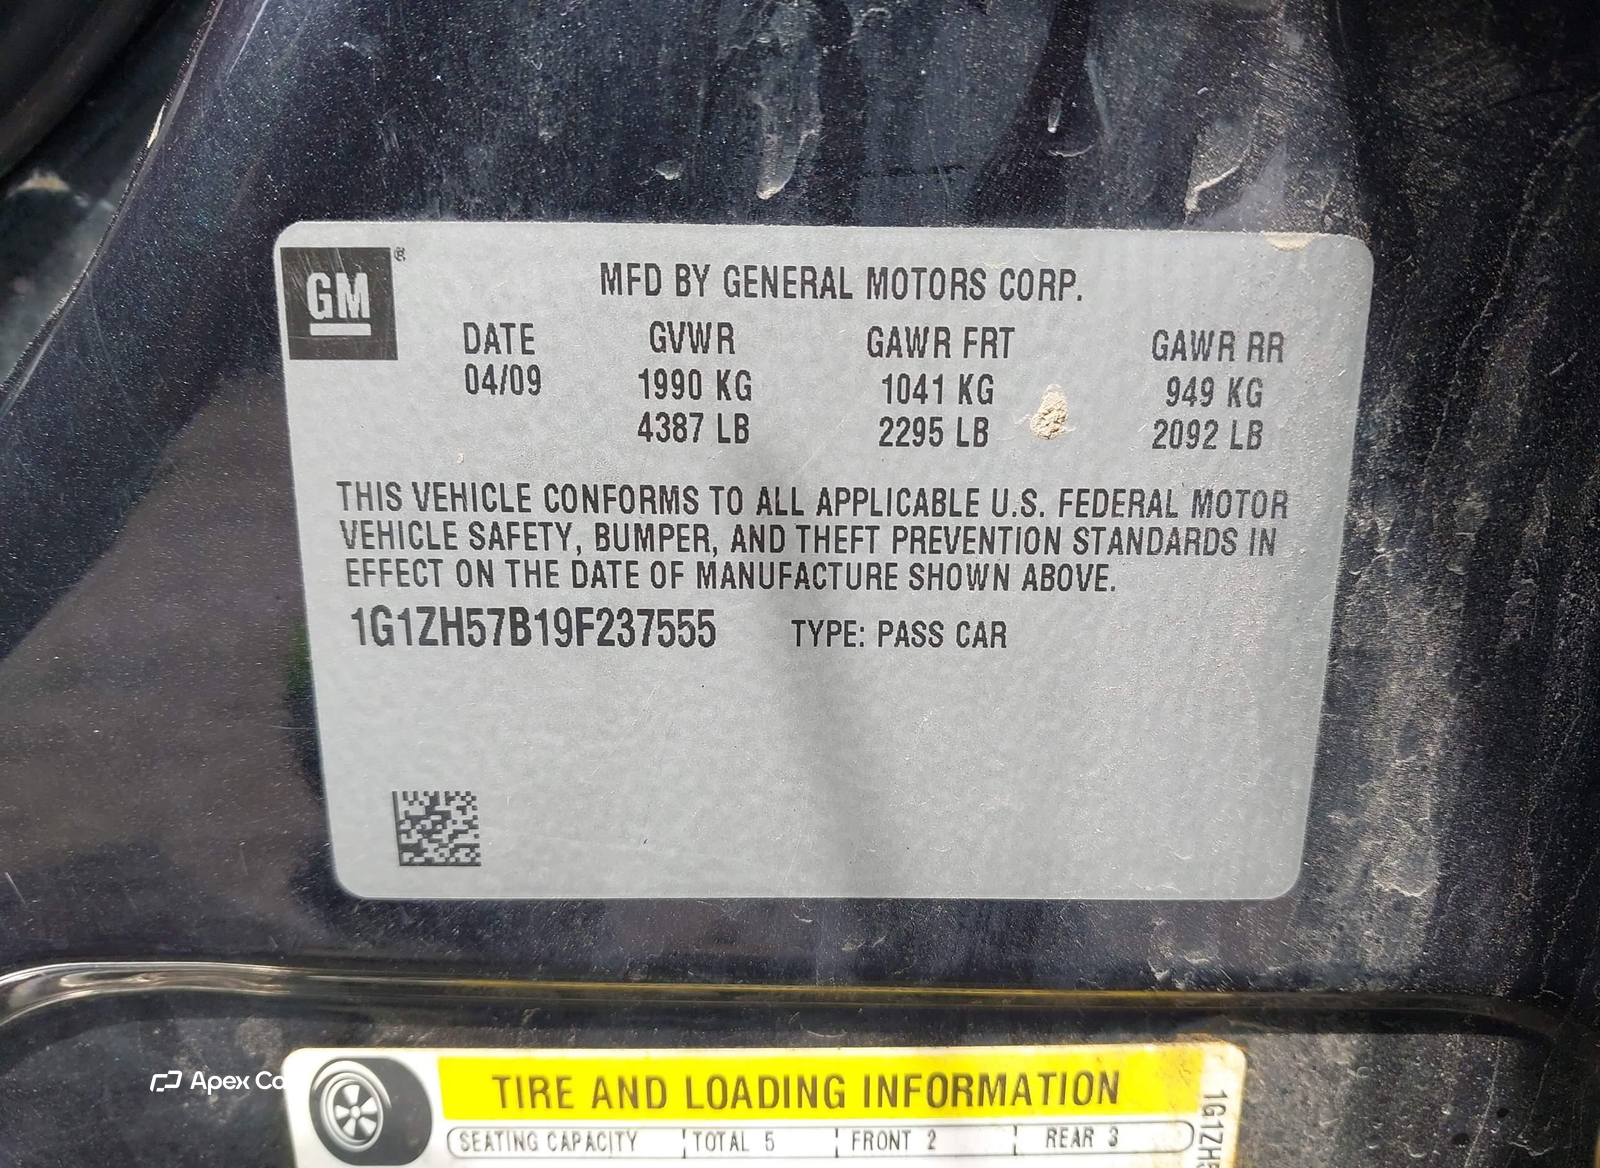 GM ®
MFD BY GENERAL MOTORS CORP.
DATE GVWR GAWR FRT GAWR RR
04/09 1990 KG 1041 KG 949 KG
4387 LB 2295 LB 2092 LB
THIS VEHICLE CONFORMS TO ALL APPLICABLE U.S. FEDERAL MOTOR
VEHICLE SAFETY, BUMPER, AND THEFT PREVENTION STANDARDS IN
EFFECT ON THE DATE OF MANUFACTURE SHOWN ABOVE.
1G1ZH57B19F237555 TYPE: PASS CAR
TIRE AND LOADING INFORMATION
SEATING CAPACITY TOTAL 5 FRONT 2 REAR 3
1G1ZH5
Apex